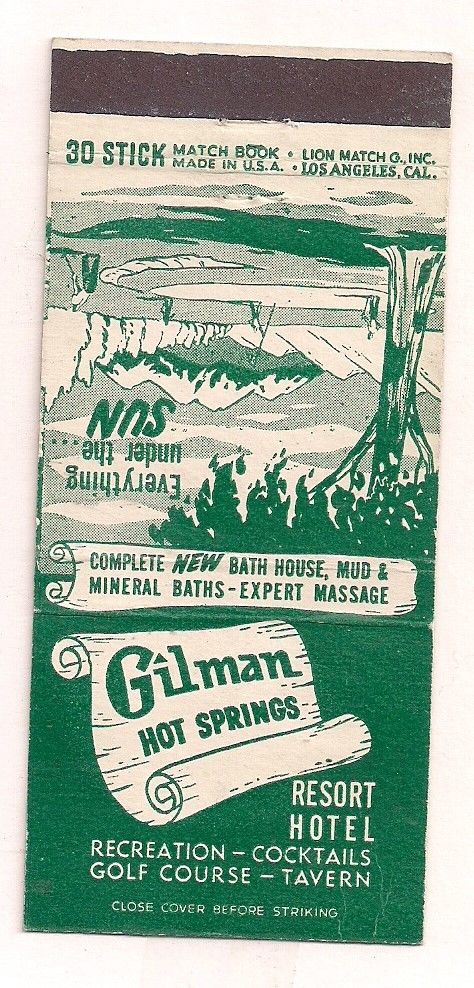 30 STICK MATCH BOOK • LION MATCH CO., INC.
MADE IN U.S.A. • LOS ANGELES, CAL.
Everything
under the
SUN....
COMPLETE NEW BATH HOUSE, MUD &
MINERAL BATHS-EXPERT MASSAGE
Gilman
HOT SPRINGS
RESORT
HOTEL
RECREATION — COCKTAILS
GOLF COURSE — TAVERN
CLOSE COVER BEFORE STRIKING